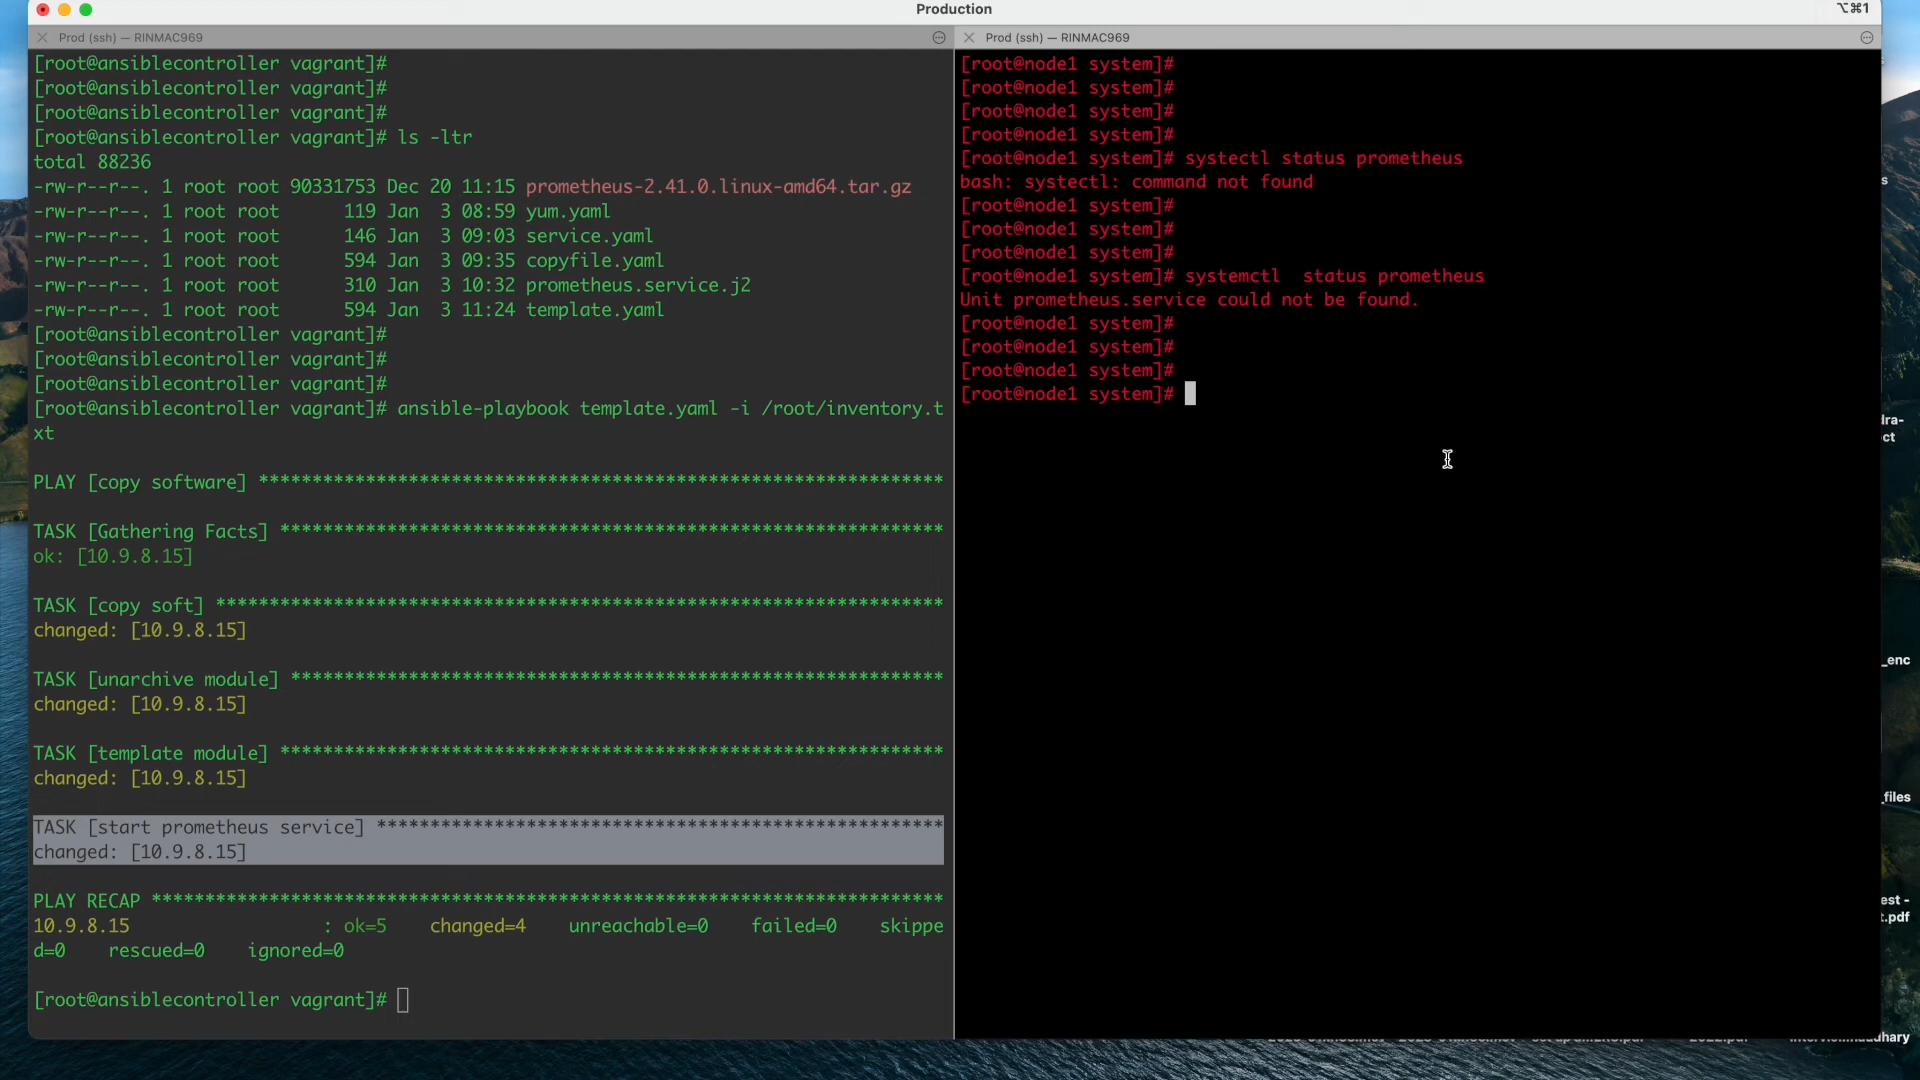 Production
⌥⌘1
Prod (ssh) — RINMAC969
[root@ansiblecontroller vagrant]#
[root@ansiblecontroller vagrant]#
[root@ansiblecontroller vagrant]#
[root@ansiblecontroller vagrant]# ls -ltr
total 88236
-rw-r--r--. 1 root root 90331753 Dec 20 11:15 prometheus-2.41.0.linux-amd64.tar.gz
-rw-r--r--. 1 root root      119 Jan  3 08:59 yum.yaml
-rw-r--r--. 1 root root      146 Jan  3 09:03 service.yaml
-rw-r--r--. 1 root root      594 Jan  3 09:35 copyfile.yaml
-rw-r--r--. 1 root root      310 Jan  3 10:32 prometheus.service.j2
-rw-r--r--. 1 root root      594 Jan  3 11:24 template.yaml
[root@ansiblecontroller vagrant]#
[root@ansiblecontroller vagrant]#
[root@ansiblecontroller vagrant]#
[root@ansiblecontroller vagrant]# ansible-playbook template.yaml -i /root/inventory.t
xt
PLAY [copy software] ****************************************************************
TASK [Gathering Facts] **************************************************************
ok: [10.9.8.15]
TASK [copy soft] ********************************************************************
changed: [10.9.8.15]
TASK [unarchive module] *************************************************************
changed: [10.9.8.15]
TASK [template module] **************************************************************
changed: [10.9.8.15]
TASK [start prometheus service] *****************************************************
changed: [10.9.8.15]
PLAY RECAP **************************************************************************
10.9.8.15                  : ok=5    changed=4    unreachable=0    failed=0    skippe
d=0    rescued=0    ignored=0
[root@ansiblecontroller vagrant]#
Prod (ssh) — RINMAC969
[root@node1 system]#
[root@node1 system]#
[root@node1 system]#
[root@node1 system]#
[root@node1 system]# systectl status prometheus
bash: systectl: command not found
[root@node1 system]#
[root@node1 system]#
[root@node1 system]#
[root@node1 system]# systemctl  status prometheus
Unit prometheus.service could not be found.
[root@node1 system]#
[root@node1 system]#
[root@node1 system]#
[root@node1 system]#
s
dra-
ct
_enc
_files
est -
t.pdf